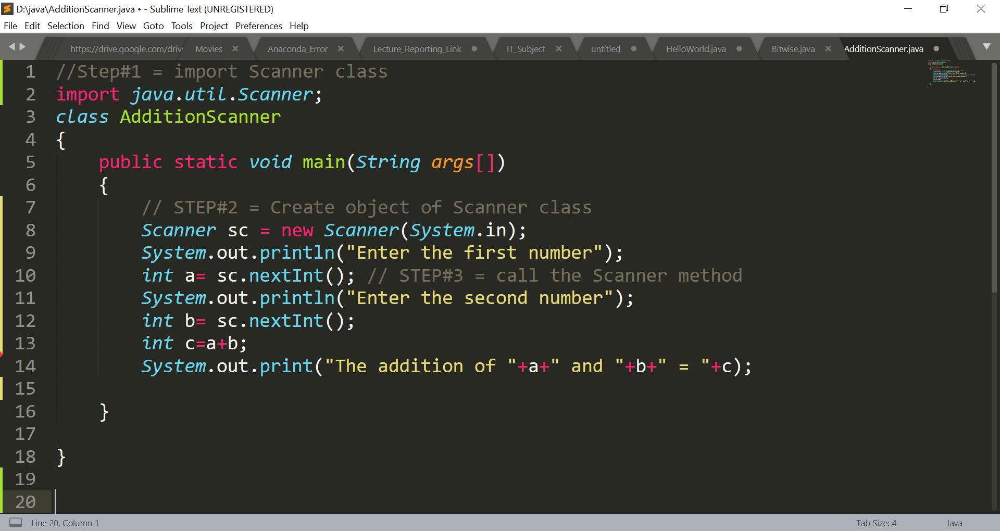 D:\java\AdditionScanner.java • - Sublime Text (UNREGISTERED)
File Edit Selection Find View Goto Tools Project Preferences Help
https://drive.google.com/driv Movies Anaconda_Error Lecture_Reporting_Link IT_Subject untitled HelloWorld.java Bitwise.java AdditionScanner.java
1 //Step#1 = import Scanner class
2 import java.util.Scanner;
3 class AdditionScanner
4 {
5 public static void main(String args[])
6 {
7 // STEP#2 = Create object of Scanner class
8 Scanner sc = new Scanner(System.in);
9 System.out.println("Enter the first number");
10 int a= sc.nextInt(); // STEP#3 = call the Scanner method
11 System.out.println("Enter the second number");
12 int b= sc.nextInt();
13 int c=a+b;
14 System.out.print("The addition of "+a+" and "+b+" = "+c);
15
16 }
17
18 }
19
20
Line 20, Column 1 Tab Size: 4 Java